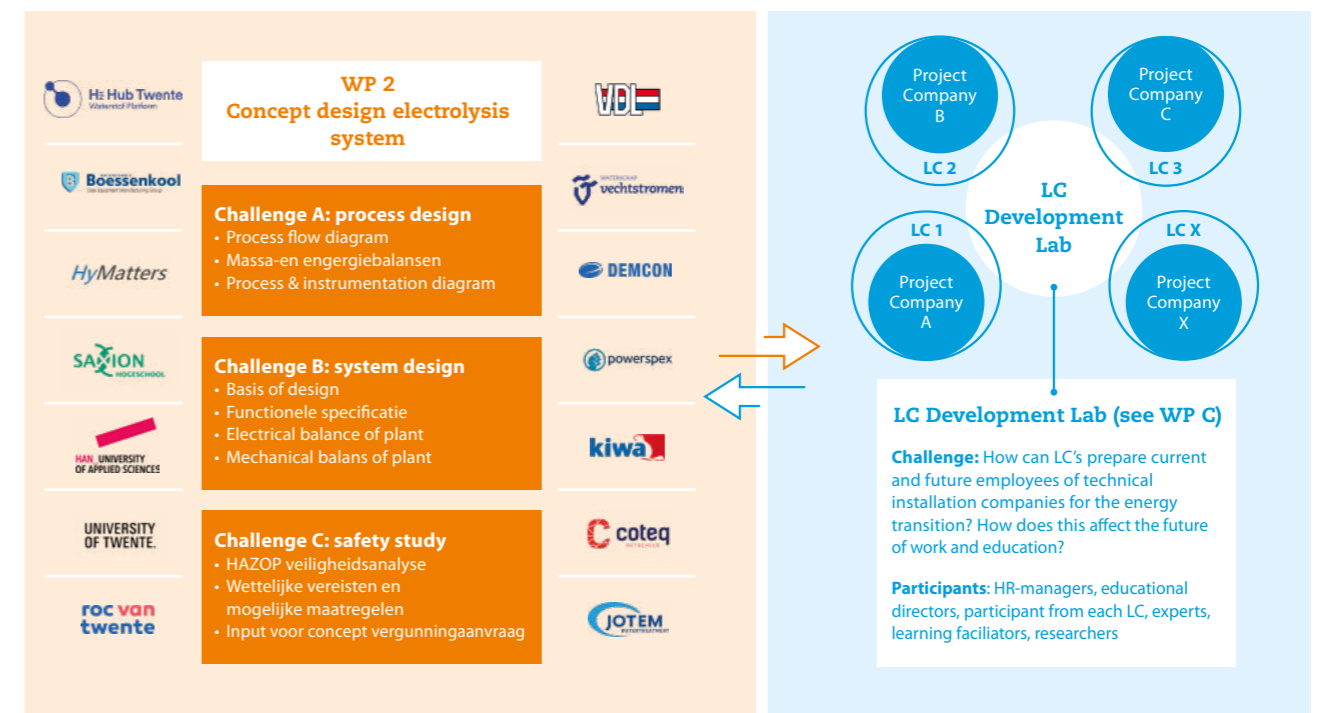 H2 Hub Twente
Waterstof Platform
Boessenkool
HyMatters
SAXION
HOGESCHOOL
HAN_UNIVERSITY
OF APPLIED SCIENCES
UNIVERSITY
OF TWENTE.
roc van
twente
WP 2
Concept design electrolysis
system
Challenge A: process design
• Process flow diagram
• Massa-en engergiebalansen
• Process & instrumentation diagram
Challenge B: system design
• Basis of design
• Functionele specificatie
• Electrical balance of plant
• Mechanical balans of plant
Challenge C: safety study
• HAZOP veiligheidsanalyse
• Wettelijke vereisten en
mogelijke maatregelen
• Input voor concept vergunningaanvraag
VDL
WATERSCHAP
vechtstromen
DEMCON
powerspex
kiwa
coteq
NETBEHEER
JOTEM
WATERTREATMENT
Project
Company
B
LC 2
Project
Company
C
LC 3
LC
Development
Lab
LC 1
Project
Company
A
LC X
Project
Company
X
LC Development Lab (see WP C)
Challenge: How can LC's prepare current
and future employees of technical
installation companies for the energy
transition? How does this affect the future
of work and education?
Participants: HR-managers, educational
directors, participant from each LC, experts,
learning faciliators, researchers